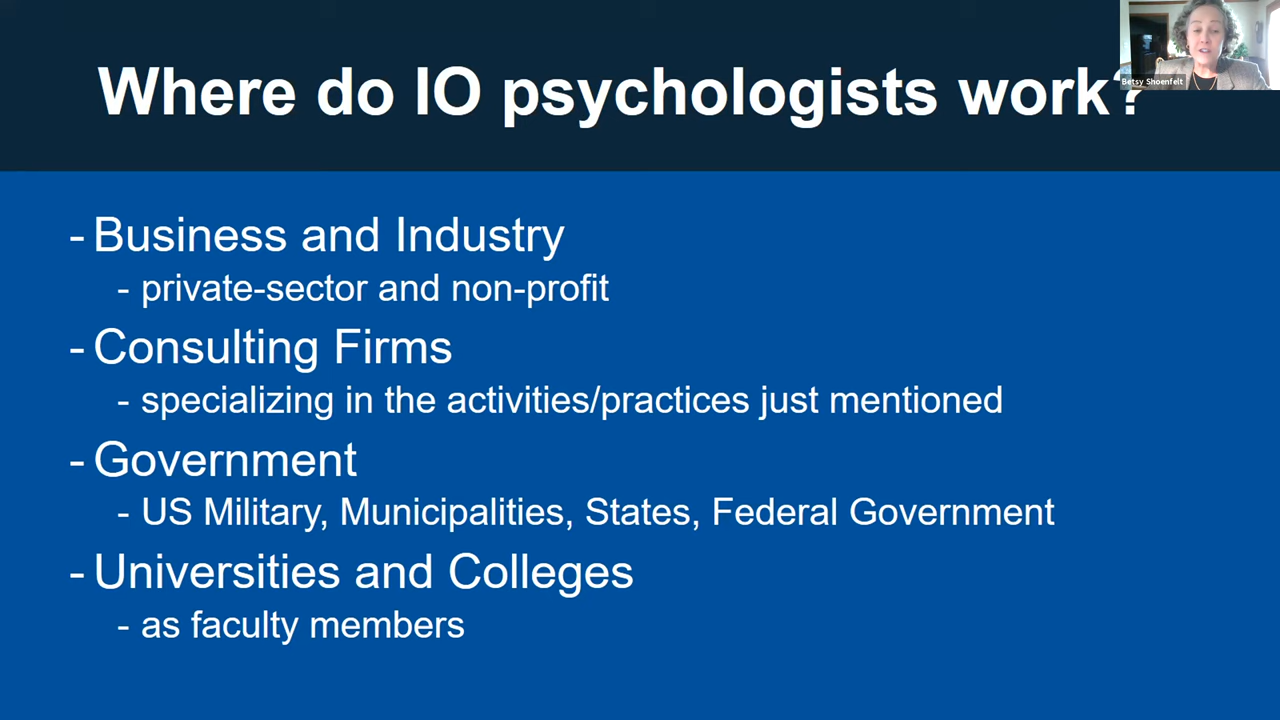 Where do IO psychologists work?
Betsy Shoenfelt
- Business and Industry
- private-sector and non-profit
- Consulting Firms
- specializing in the activities/practices just mentioned
- Government
- US Military, Municipalities, States, Federal Government
- Universities and Colleges
- as faculty members